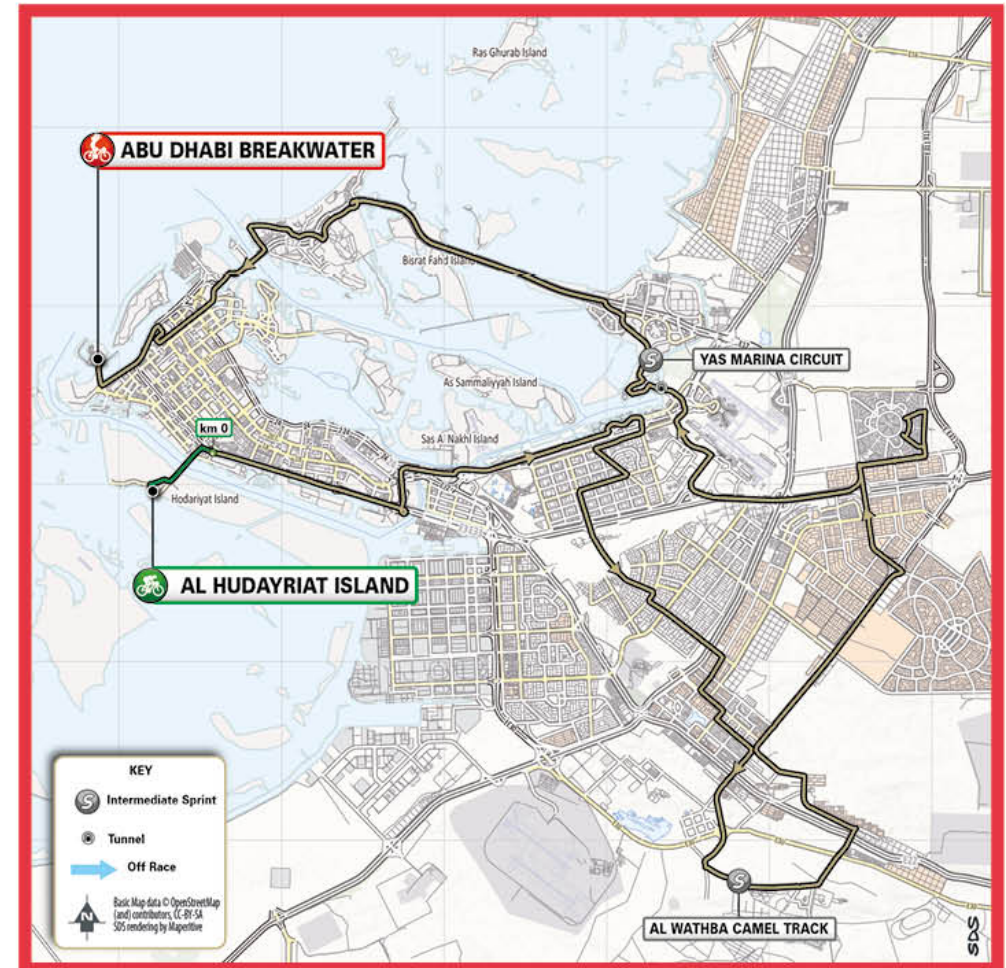 Ras Ghurab Island
ABU DHABI BREAKWATER
Bisrat Fahd Island
S
YAS MARINA CIRCUIT
As Sammaliyyah Island
km 0
Sas Al Nakhl Island
Hodariyat Island
AL HUDAYRIAT ISLAND
KEY
S Intermediate Sprint
Tunnel
Off Race
N
Basic Map data © OpenStreetMap
(and) contributors, CC-BY-SA
SDS rendering by Maperitive
S
AL WATHBA CAMEL TRACK
SDS